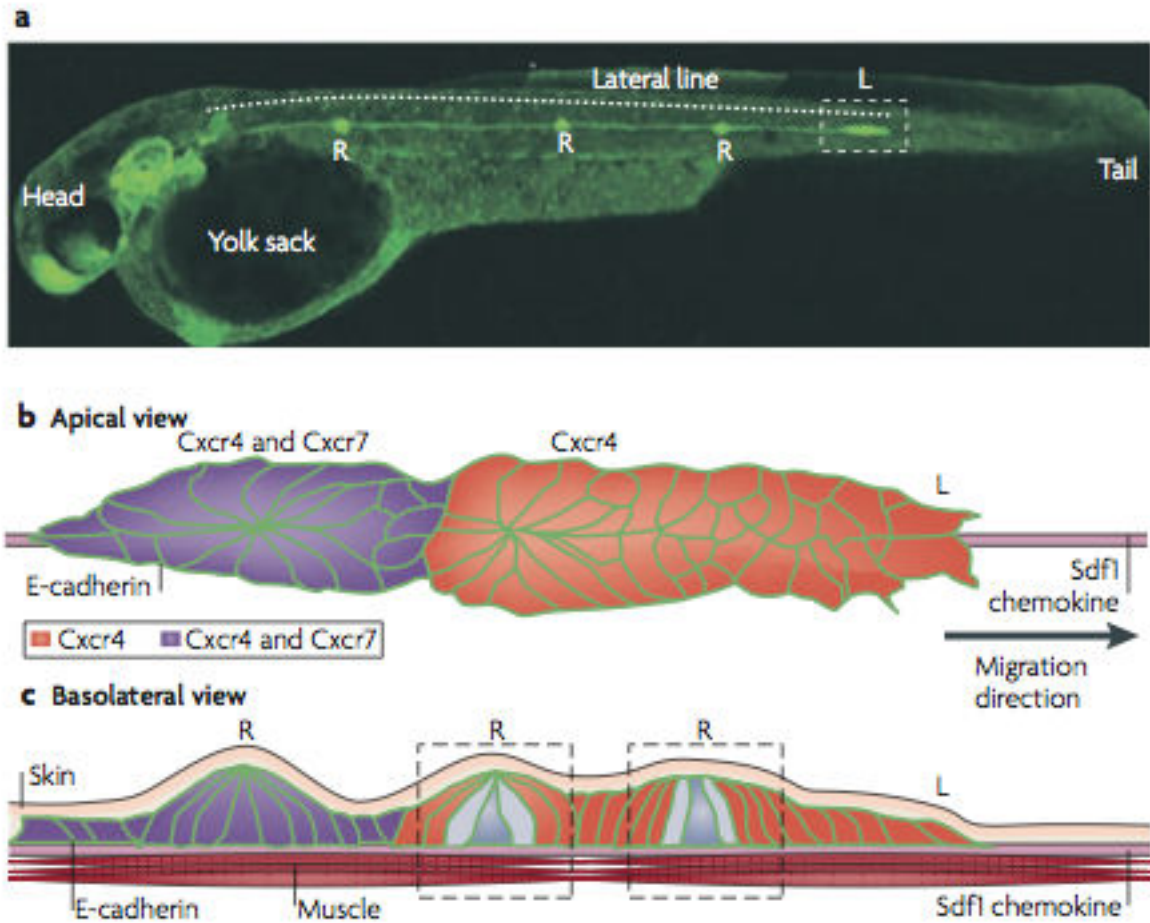 a
Lateral line
L
R
R
R
Head
Yolk sack
Tail
b Apical view
Cxcr4 and Cxcr7
Cxcr4
L
E-cadherin
Sdf1
chemokine
Cxcr4
Cxcr4 and Cxcr7
Migration
direction
c Basolateral view
R
R
R
Skin
L
E-cadherin
Muscle
Sdf1 chemokine